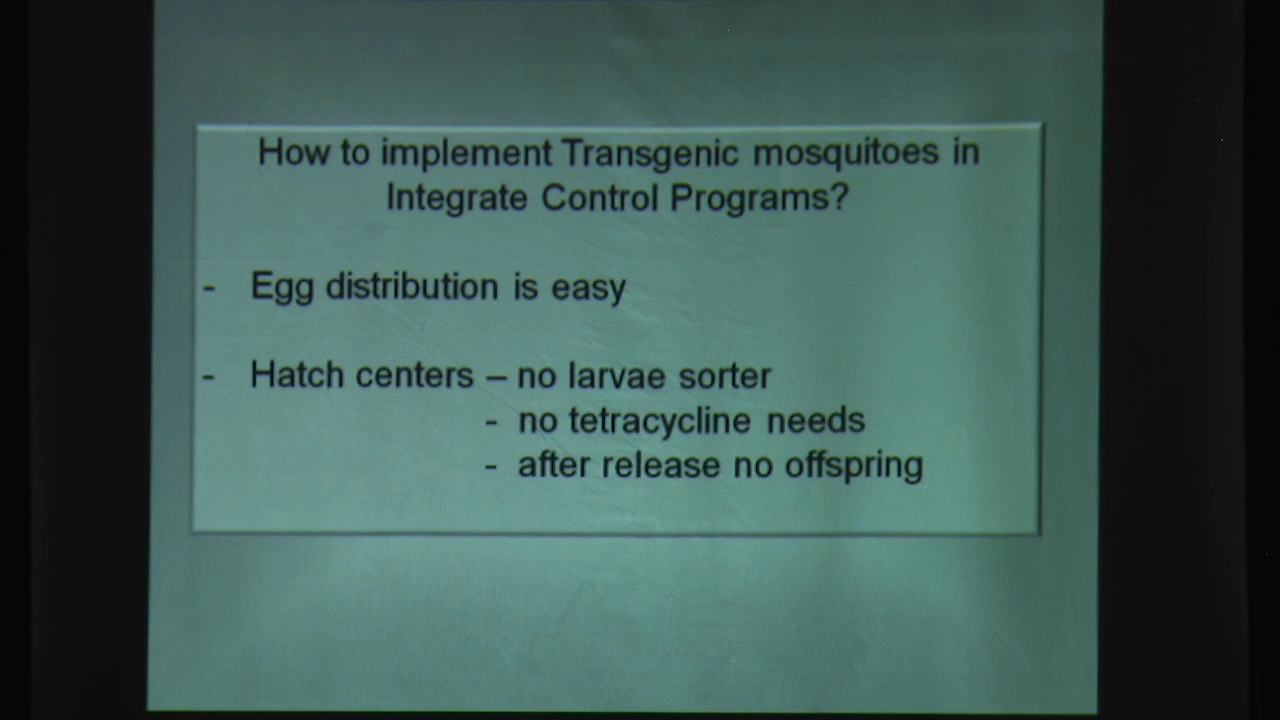 How to implement Transgenic mosquitoes in
Integrate Control Programs?
- Egg distribution is easy
- Hatch centers – no larvae sorter
- no tetracycline needs
- after release no offspring